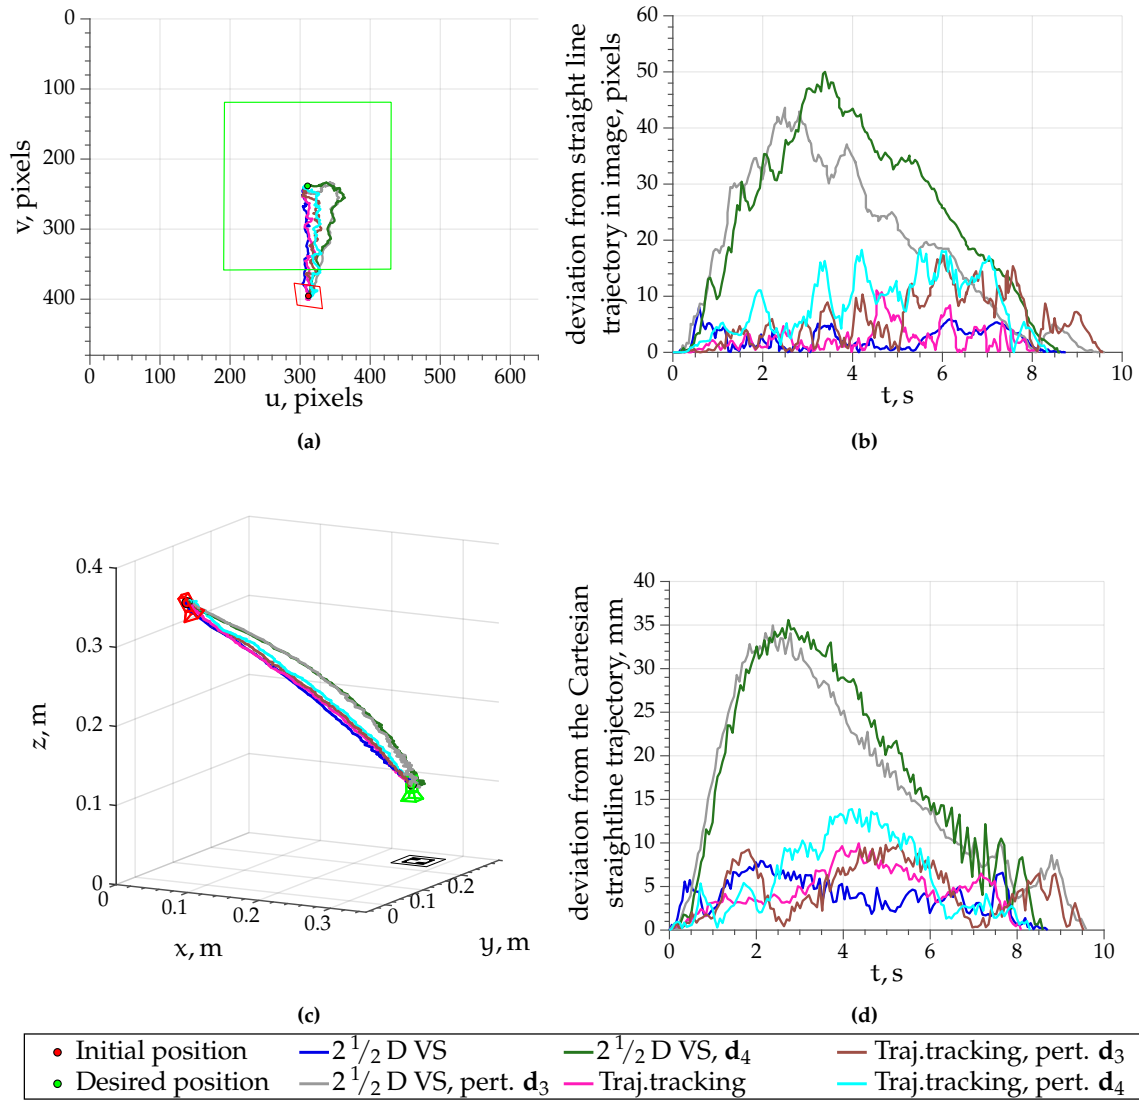 0
100
200
300
400
v, pixels
0
100
200
300
400
500
600
u, pixels
(a)
60
50
40
30
20
10
0
deviation from straight line
trajectory in image, pixels
0
2
4
6
8
10
t, s
(b)
0.4
0.3
0.2
0.1
0
z, m
0
0.1
0.2
0.3
x, m
0
0.1
0.2
y, m
(c)
40
35
30
25
20
15
10
5
0
deviation from the Cartesian
straightline trajectory, mm
0
2
4
6
8
10
t, s
(d)
Initial position
2 1/2 D VS
2 1/2 D VS, d4
Traj.tracking, pert. d3
Desired position
2 1/2 D VS, pert. d3
Traj.tracking
Traj.tracking, pert. d4